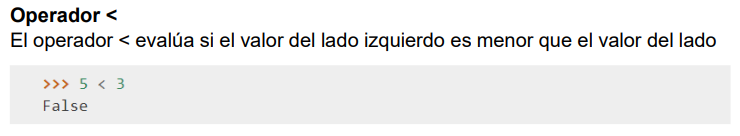 Operador <
El operador < evalúa si el valor del lado izquierdo es menor que el valor del lado
>>> 5 < 3
False